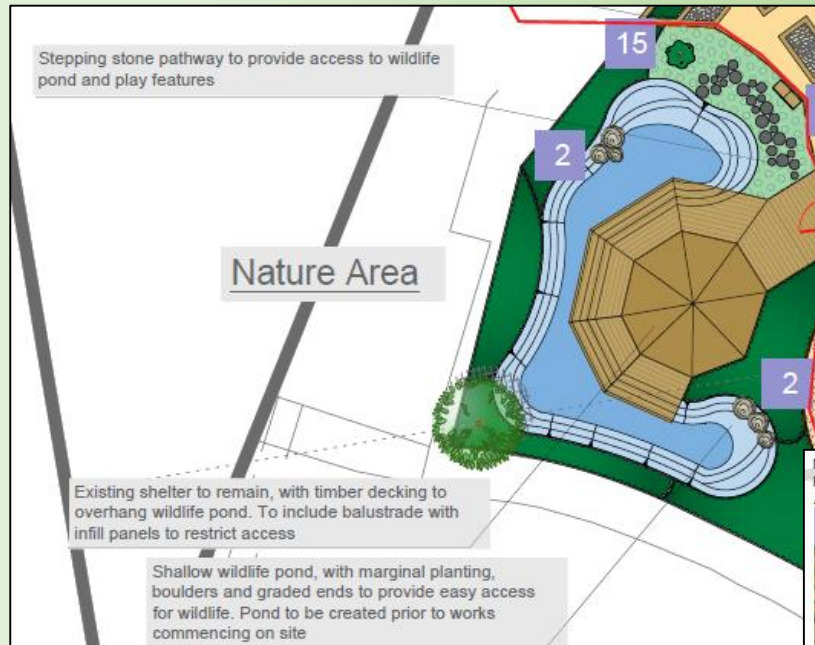 Stepping stone pathway to provide access to wildlife
pond and play features
15
2
Nature Area
2
Existing shelter to remain, with timber decking to
overhang wildlife pond. To include balustrade with
infill panels to restrict access
Shallow wildlife pond, with marginal planting,
boulders and graded ends to provide easy access
for wildlife. Pond to be created prior to works
commencing on site